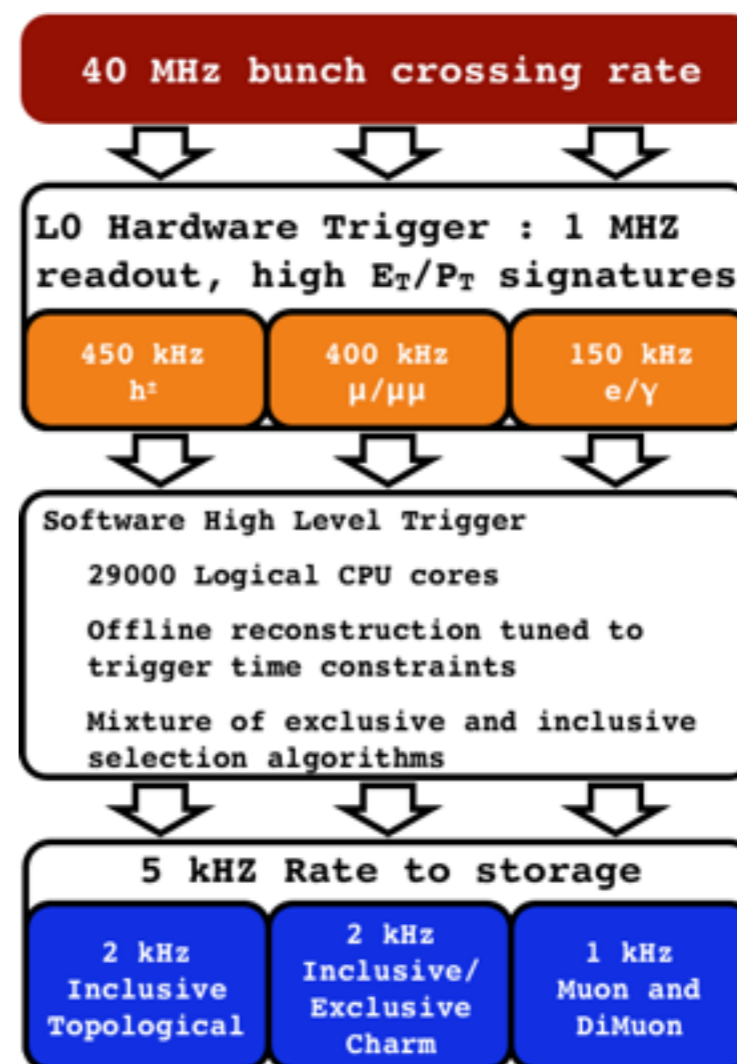 40 MHz bunch crossing rate
L0 Hardware Trigger : 1 MHZ
readout, high E_T/P_T signatures
450 kHz
h±
400 kHz
μ/μμ
150 kHz
e/γ
Software High Level Trigger
29000 Logical CPU cores
Offline reconstruction tuned to
trigger time constraints
Mixture of exclusive and inclusive
selection algorithms
5 kHZ Rate to storage
2 kHz
Inclusive
Topological
2 kHz
Inclusive/
Exclusive
Charm
1 kHz
Muon and
DiMuon